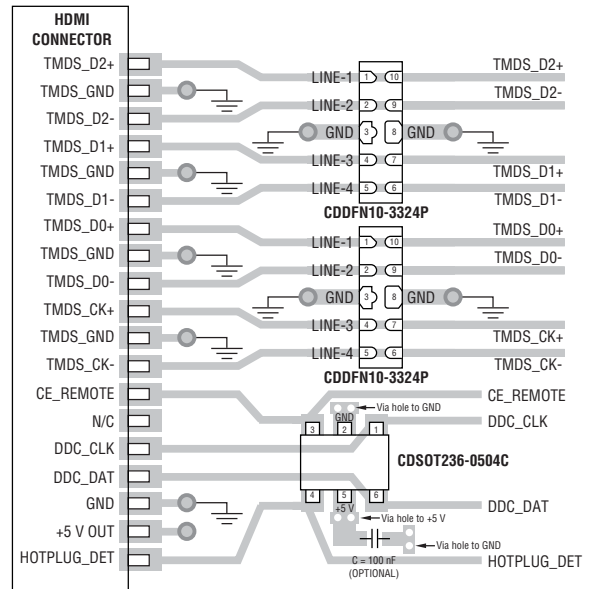 HDMI
CONNECTOR
TMDS_D2+
TMDS_GND
TMDS_D2-
TMDS_D1+
TMDS_GND
TMDS_D1-
TMDS_D0+
TMDS_GND
TMDS_D0-
TMDS_CK+
TMDS_GND
TMDS_CK-
CE_REMOTE
N/C
DDC_CLK
DDC_DAT
GND
+5 V OUT
HOTPLUG_DET
LINE-1 1 10 TMDS_D2+
LINE-2 2 9 TMDS_D2-
GND 3 8 GND
LINE-3 4 7 TMDS_D1+
LINE-4 5 6 TMDS_D1-
CDDFN10-3324P
LINE-1 1 10 TMDS_D0+
LINE-2 2 9 TMDS_D0-
GND 3 8 GND
LINE-3 4 7 TMDS_CK+
LINE-4 5 6 TMDS_CK-
CDDFN10-3324P
CE_REMOTE
Via hole to GND
GND
DDC_CLK
3 2 1
CDSOT236-0504C
4 5 6
+5 V
DDC_DAT
Via hole to +5 V
Via hole to GND
C = 100 nF
(OPTIONAL)
HOTPLUG_DET